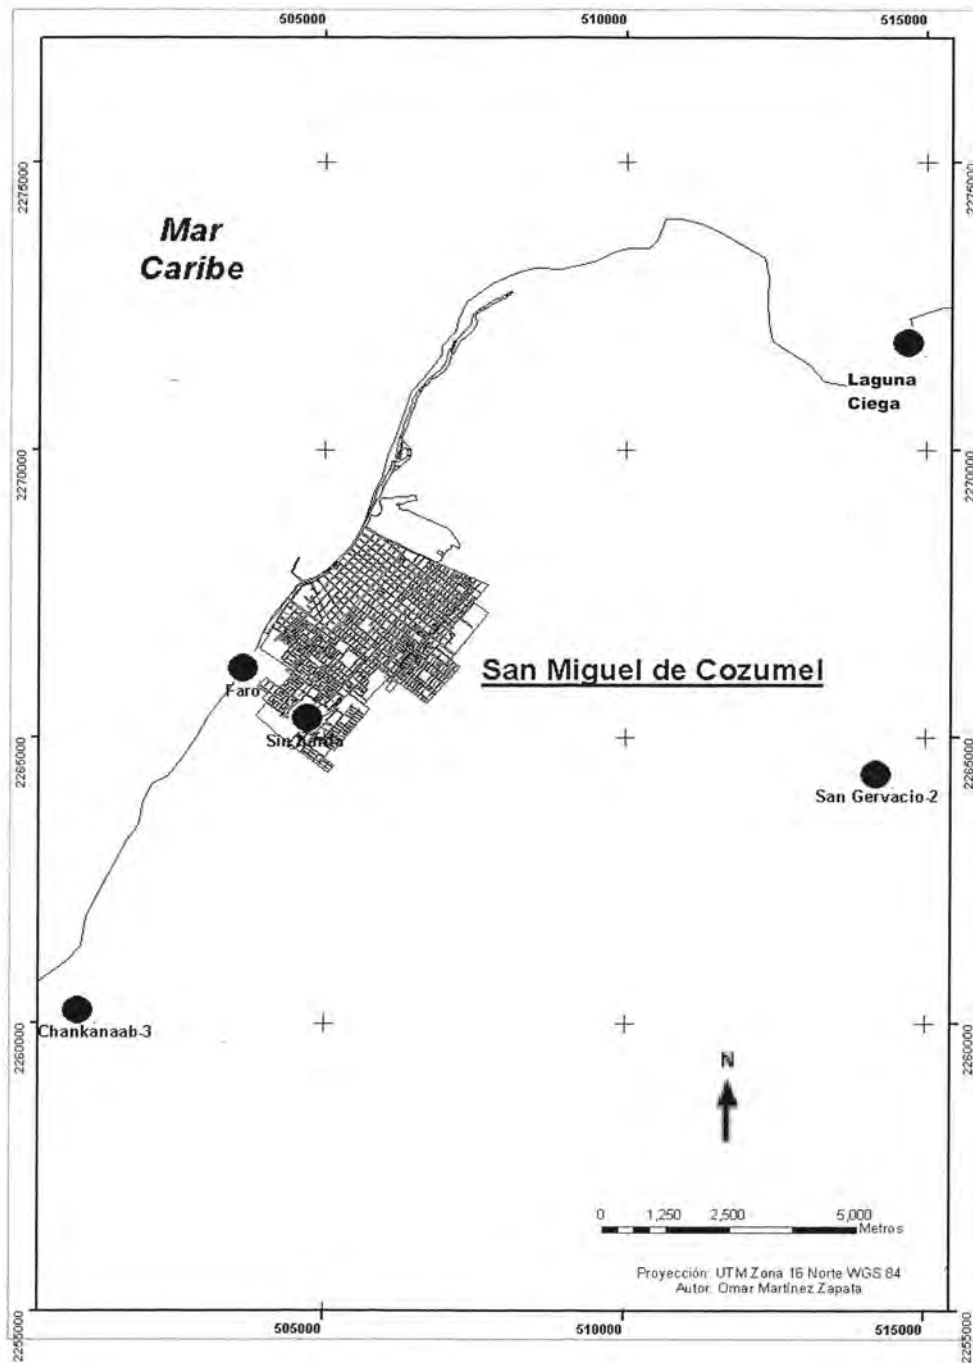 505000
510000
515000
2275000
2275000
Mar
Caribe
Laguna
Ciega
2270000
2270000
San Miguel de Cozumel
Faro
2265000
2265000
San Gervacio-2
Chankanaab-3
2260000
2260000
N
0
1,250
2,500
5,000
Metros
Proyección: UTM Zona 16 Norte WGS 84
Autor: Omar Martínez Zapata
2255000
2255000
505000
510000
515000